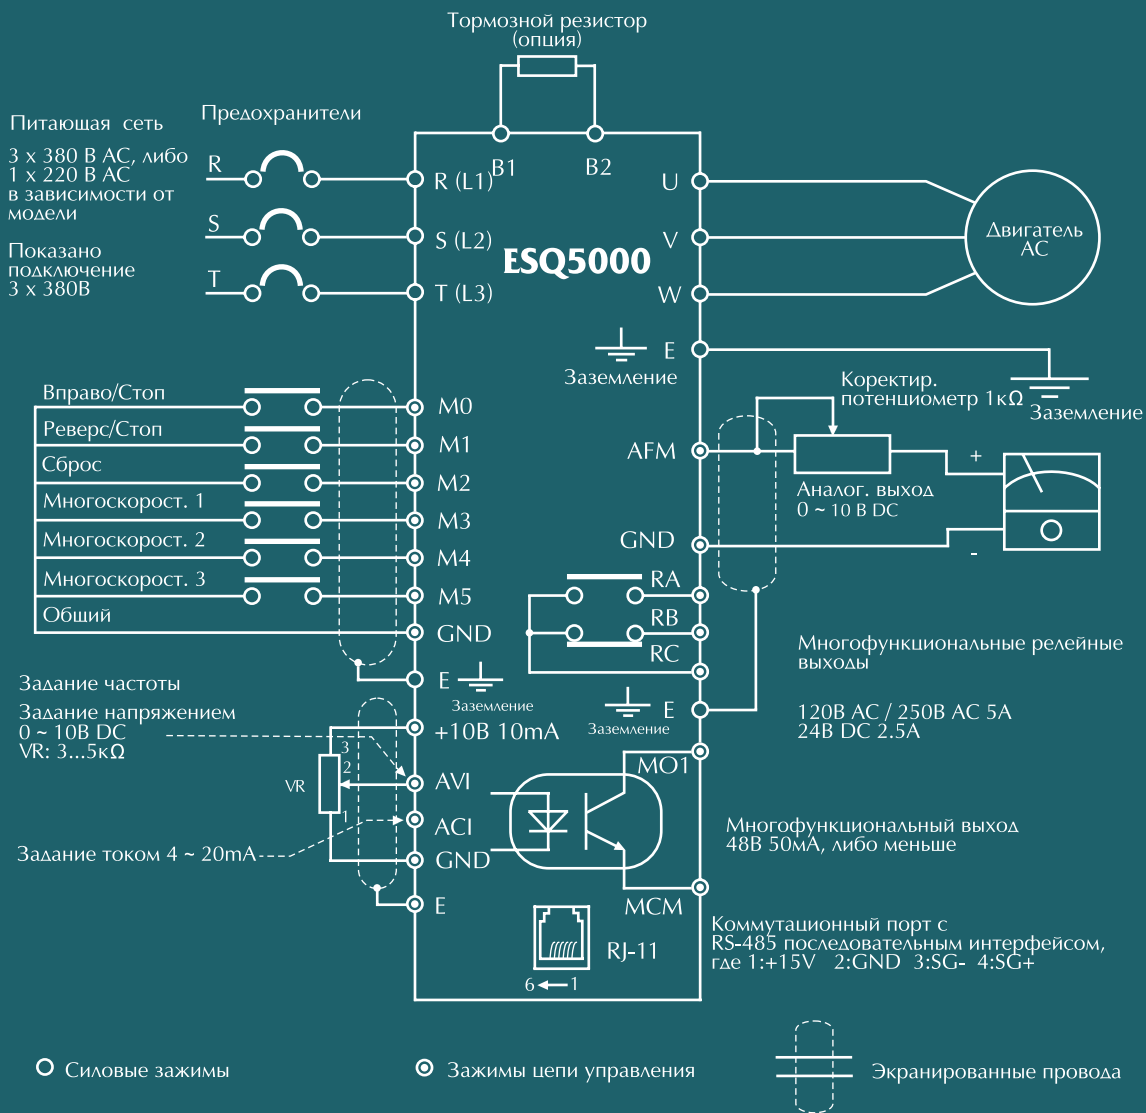 Тормозной резистор
(опция)
Питающая сеть
3 x 380 В АС, либо
1 x 220 В АС
в зависимости от
модели
Показано
подключение
3 x 380В
Предохранители
R
S
T
B1
B2
R (L1)
S (L2)
T (L3)
ESQ5000
U
V
W
Двигатель
АС
E
Заземление
Заземление
Вправо/Стоп
Реверс/Стоп
Сброс
Многоскорост. 1
Многоскорост. 2
Многоскорост. 3
Общий
M0
M1
M2
M3
M4
M5
GND
E
Заземление
Коректир.
потенциометр 1кΩ
AFM
Аналог. выход
0 ~ 10 В DC
+
-
GND
RA
RB
RC
E
Заземление
Многофункциональные релейные
выходы
120В АС / 250В АС 5А
24В DC 2.5А
Задание частоты
Задание напряжением
0 ~ 10В DC
VR: 3...5кΩ
VR
3
2
1
Задание током 4 ~ 20mA
+10В 10mA
AVI
ACI
GND
E
MO1
MCM
Многофункциональный выход
48В 50мА, либо меньше
RJ-11
6
1
Коммутационный порт с
RS-485 последовательным интерфейсом,
где 1:+15V 2:GND 3:SG- 4:SG+
Силовые зажимы
Зажимы цепи управления
Экранированные провода